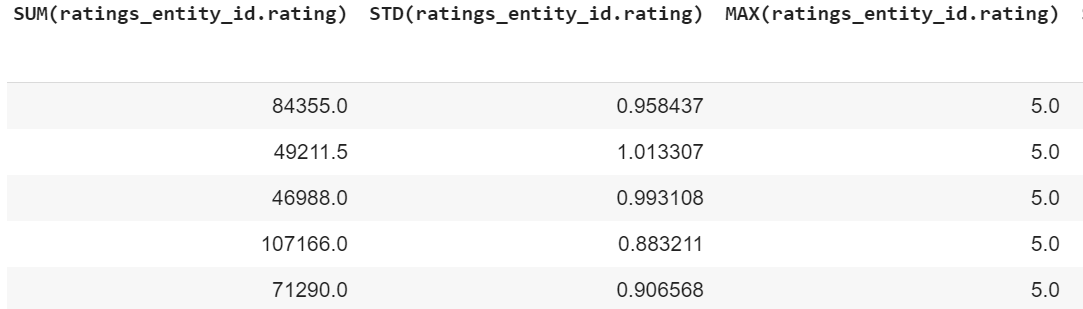 SUM(ratings_entity_id.rating) STD(ratings_entity_id.rating) MAX(ratings_entity_id.rating)
84355.0 0.958437 5.0
49211.5 1.013307 5.0
46988.0 0.993108 5.0
107166.0 0.883211 5.0
71290.0 0.906568 5.0